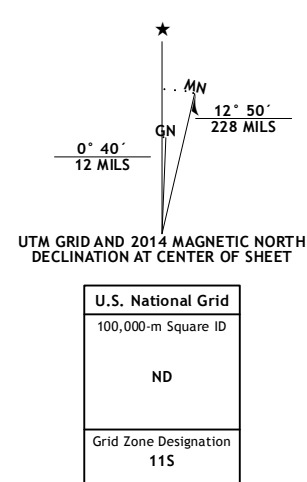 ★
MN
GN
12° 50´
228 MILS
0° 40´
12 MILS
UTM GRID AND 2014 MAGNETIC NORTH
DECLINATION AT CENTER OF SHEET
U.S. National Grid
100,000-m Square ID
ND
Grid Zone Designation
11S